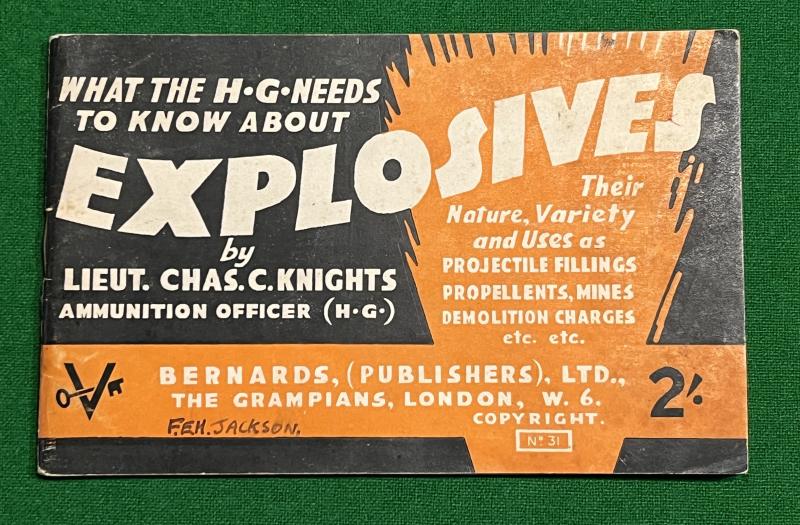 WHAT THE H·G·NEEDS
TO KNOW ABOUT
EXPLOSIVES
by
LIEUT. CHAS. C. KNIGHTS
AMMUNITION OFFICER (H·G·)
Their
Nature, Variety
and Uses as
PROJECTILE FILLINGS
PROPELLENTS, MINES
DEMOLITION CHARGES
etc. etc.
BERNARDS, (PUBLISHERS), LTD.,
THE GRAMPIANS, LONDON, W. 6.
COPYRIGHT.
2/-
F.E.H. JACKSON.
No 31